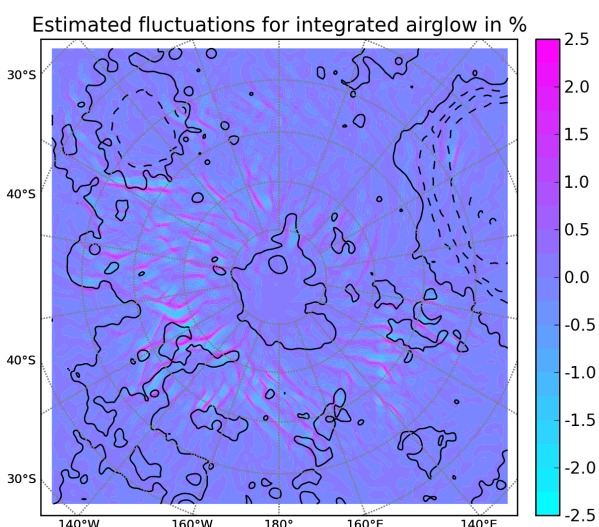 Estimated fluctuations for integrated airglow in %
30°S
40°S
40°S
30°S
140°W
160°W
180°
160°E
140°E
2.5
2.0
1.5
1.0
0.5
0.0
-0.5
-1.0
-1.5
-2.0
-2.5